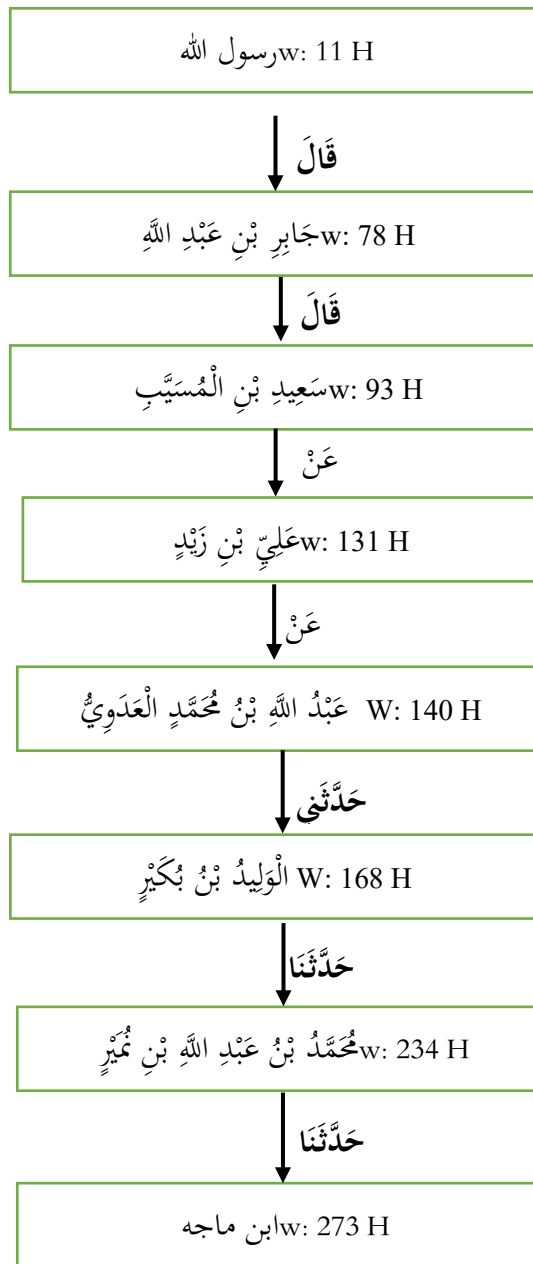 رسول الله w: 11 H
قَالَ
جَابِرِ بْنِ عَبْدِ اللَّهِ w: 78 H
قَالَ
سَعِيدِ بْنِ الْمُسَيَّبِ w: 93 H
عَنْ
عَلِيِّ بْنِ زَيْدٍ w: 131 H
عَنْ
عَبْدُ اللَّهِ بْنُ مُحَمَّدٍ الْعَدَوِيُّ W: 140 H
حَدَّثَنِي
الْوَلِيدُ بْنُ بُكَيْرٍ W: 168 H
حَدَّثَنَا
مُحَمَّدُ بْنُ عَبْدِ اللَّهِ بْنِ نُمَيْرٍ w: 234 H
حَدَّثَنَا
ابن ماجه w: 273 H